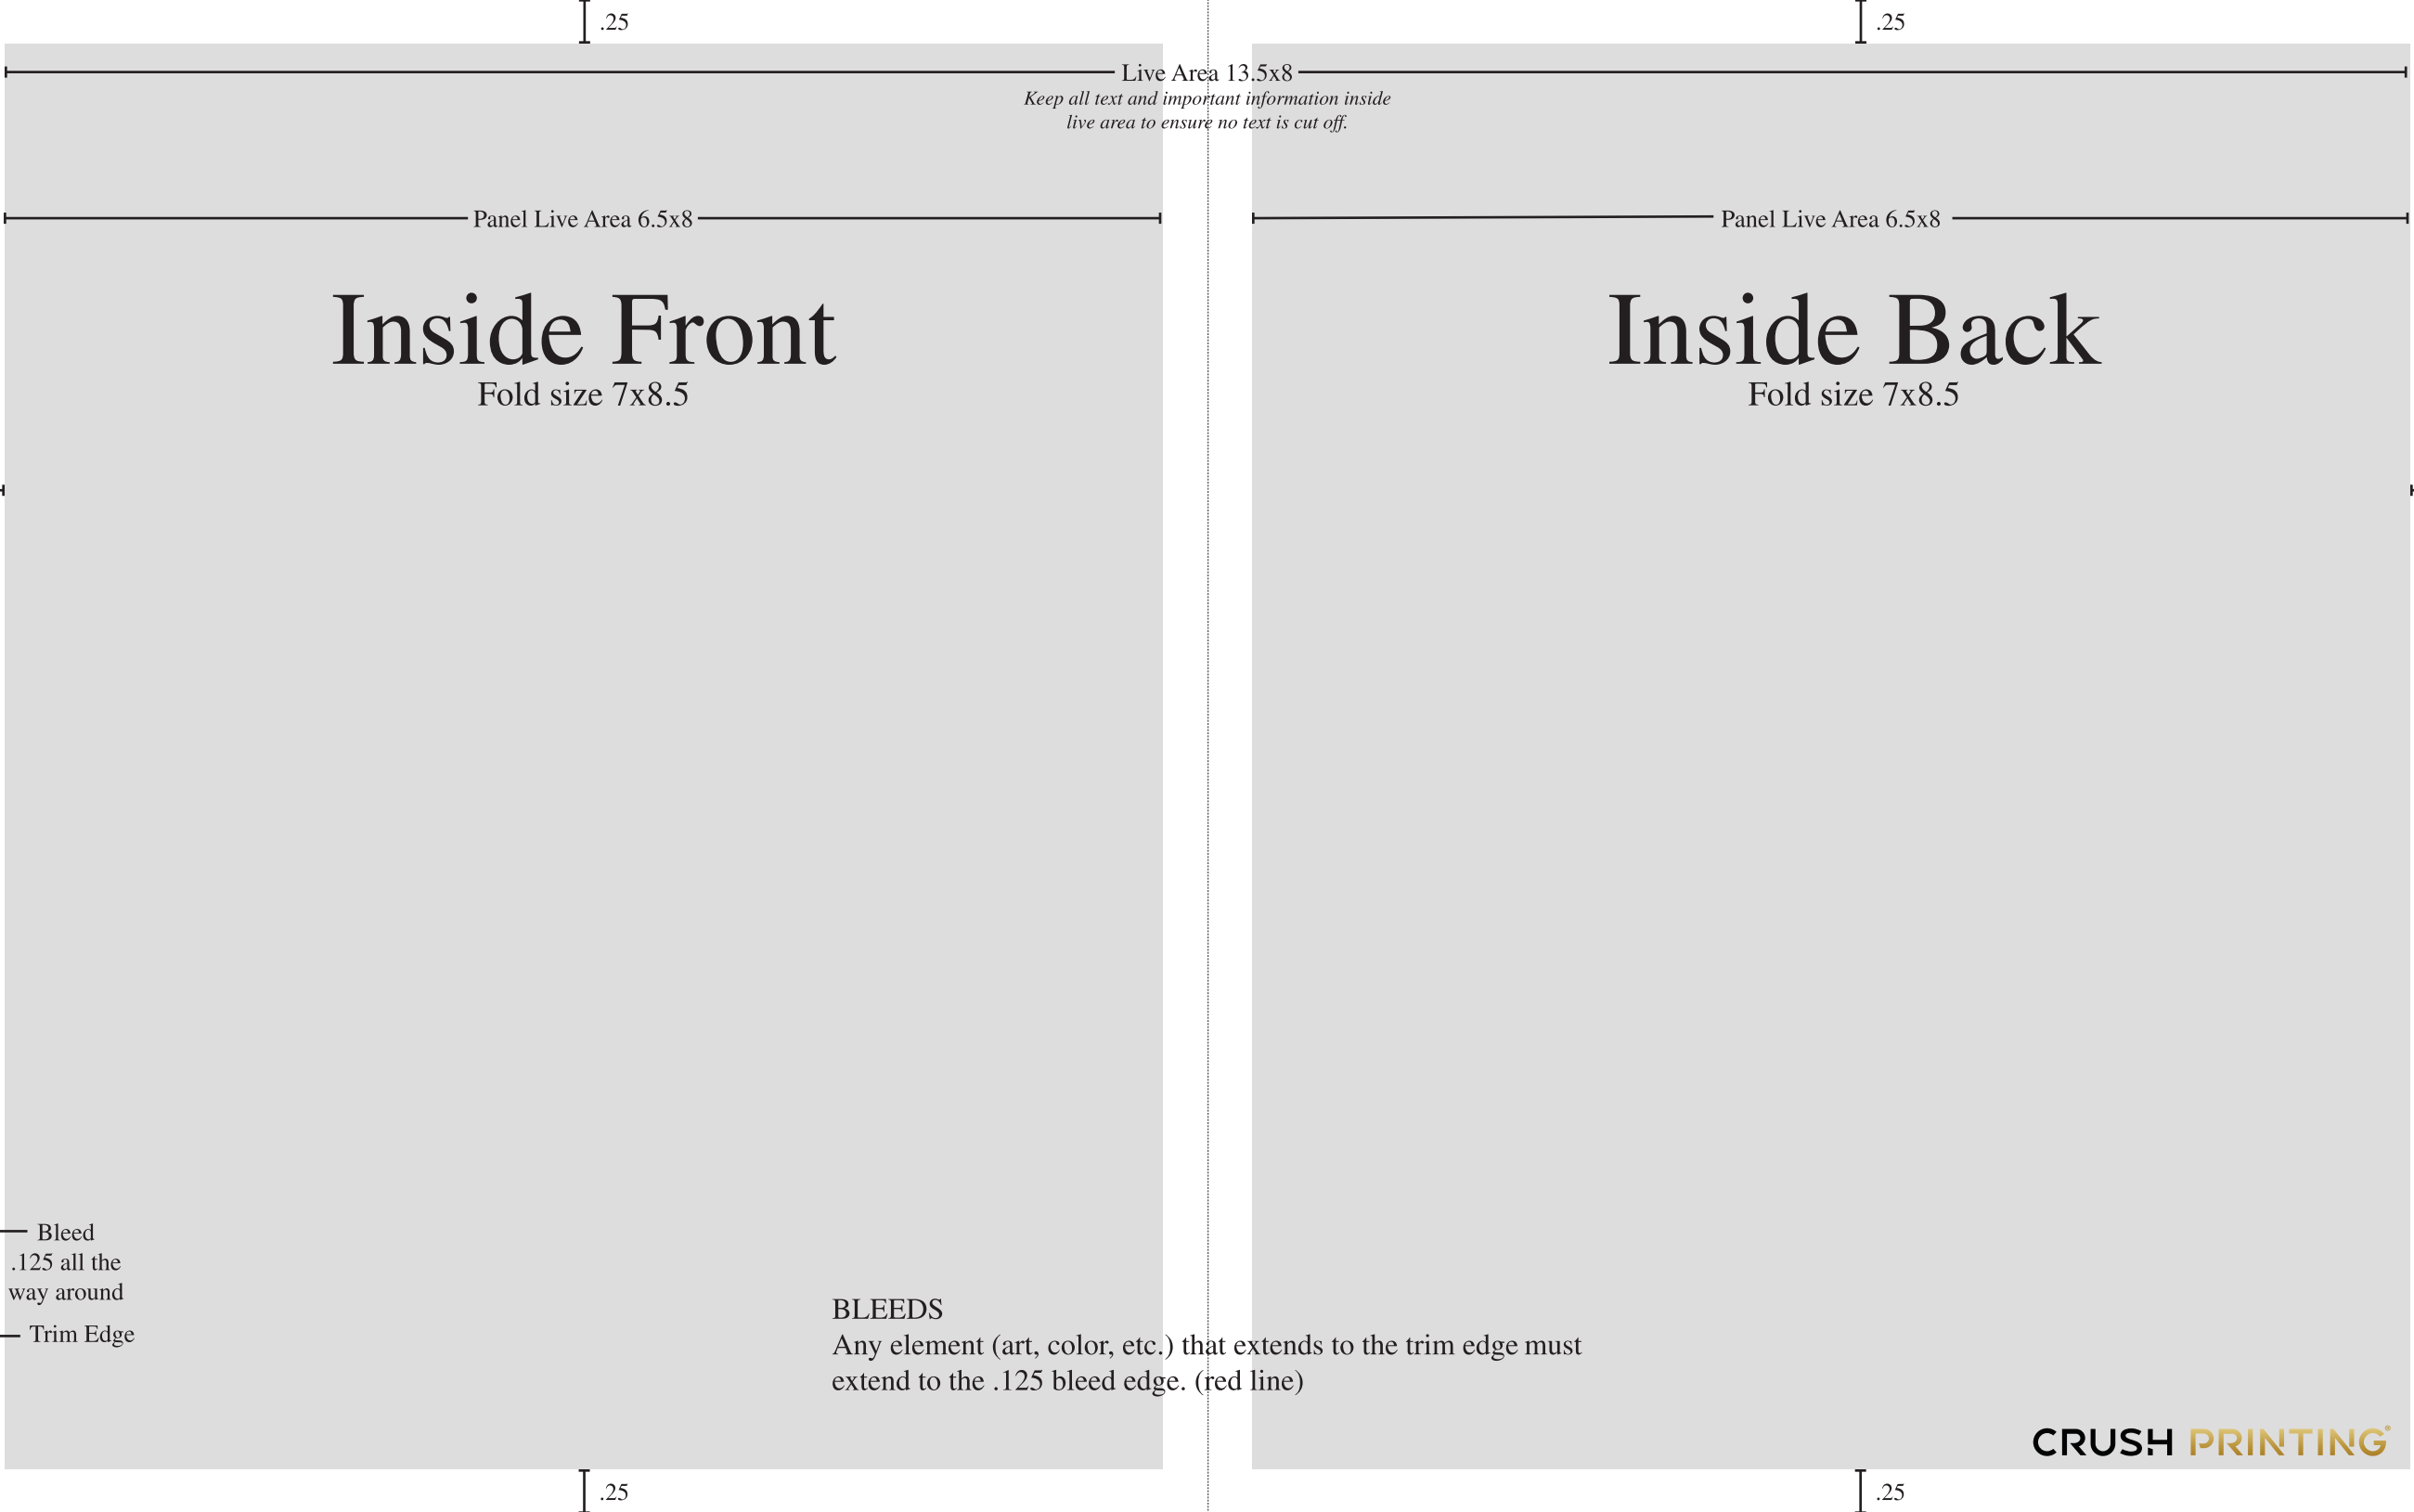 .25
.25
Live Area 13.5x8
Keep all text and important information inside
live area to ensure no text is cut off.
Panel Live Area 6.5x8
Panel Live Area 6.5x8
Inside Front
Fold size 7x8.5
Inside Back
Fold size 7x8.5
Bleed
.125 all the
way around
Trim Edge
BLEEDS
Any element (art, color, etc.) that extends to the trim edge must
extend to the .125 bleed edge. (red line)
CRUSH PRINTING®
.25
.25